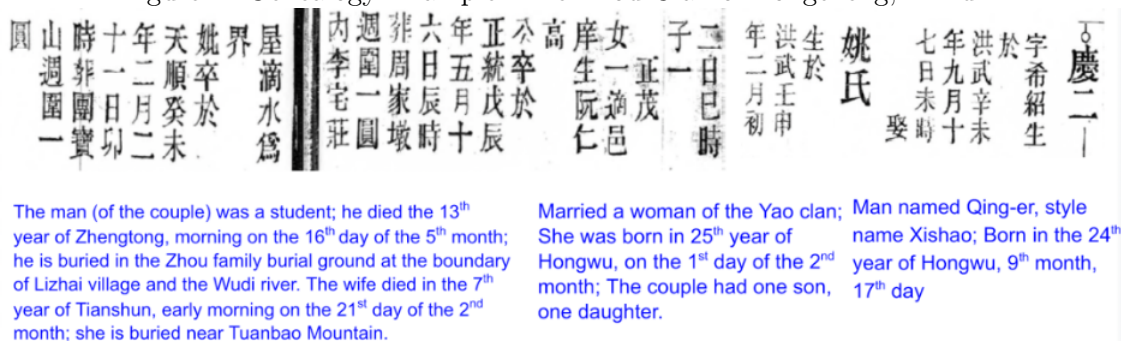 慶二
字希紹生
於
洪武辛未
年九月十
七日未時
娶
姚氏
生於
洪武壬申
年二月初
二日巳時
子一
正茂
女一適邑
庠生阮仁
高
公卒於
正統戊辰
年五月十
六日辰時
葬周家墩
週圍一圓
內李宅莊
屋滴水爲
界
妣卒於
天順癸未
年二月二
十一日卯
時葬團寶
山週圍一
圓
The man (of the couple) was a student; he died the 13th
year of Zhengtong, morning on the 16th day of the 5th month;
he is buried in the Zhou family burial ground at the boundary
of Lizhai village and the Wudi river. The wife died in the 7th
year of Tianshun, early morning on the 21st day of the 2nd
month; she is buried near Tuanbao Mountain.
Married a woman of the Yao clan;
She was born in 25th year of
Hongwu, on the 1st day of the 2nd
month; The couple had one son,
one daughter.
Man named Qing-er, style
name Xishao; Born in the 24th
year of Hongwu, 9th month,
17th day